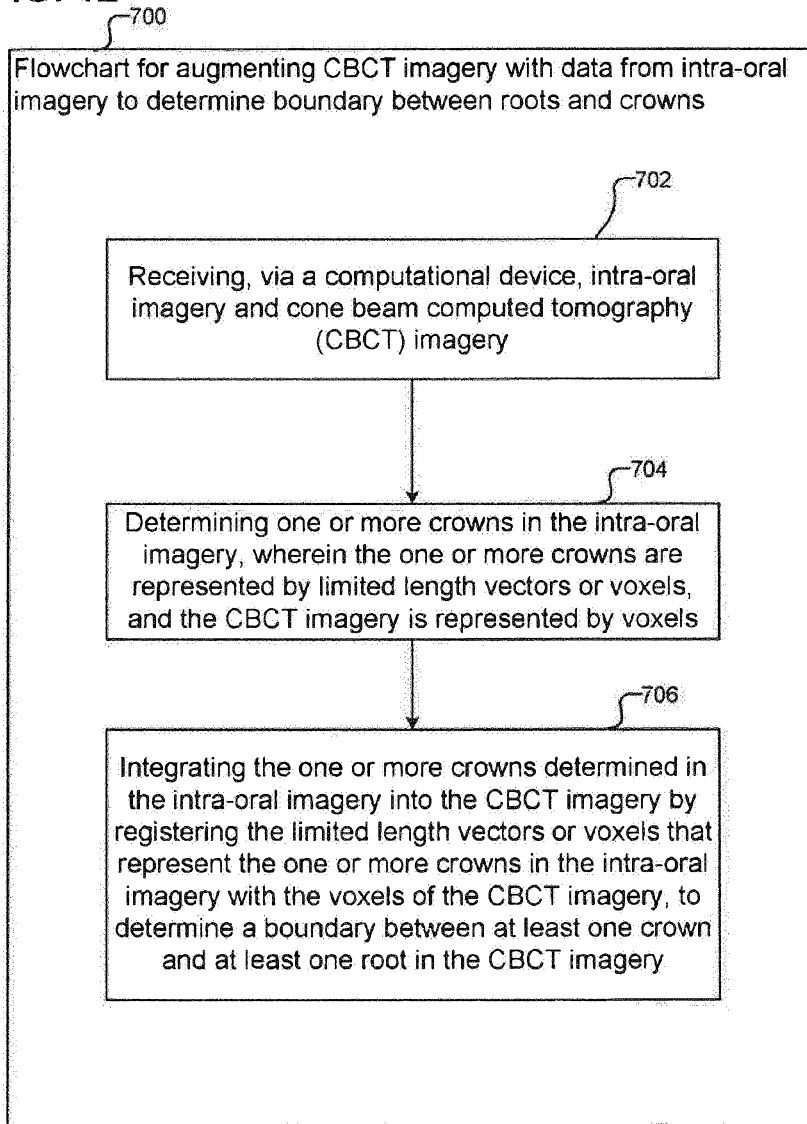 700
Flowchart for augmenting CBCT imagery with data from intra-oral
imagery to determine boundary between roots and crowns
702
Receiving, via a computational device, intra-oral
imagery and cone beam computed tomography
(CBCT) imagery
704
Determining one or more crowns in the intra-oral
imagery, wherein the one or more crowns are
represented by limited length vectors or voxels,
and the CBCT imagery is represented by voxels
706
Integrating the one or more crowns determined in
the intra-oral imagery into the CBCT imagery by
registering the limited length vectors or voxels that
represent the one or more crowns in the intra-oral
imagery with the voxels of the CBCT imagery, to
determine a boundary between at least one crown
and at least one root in the CBCT imagery